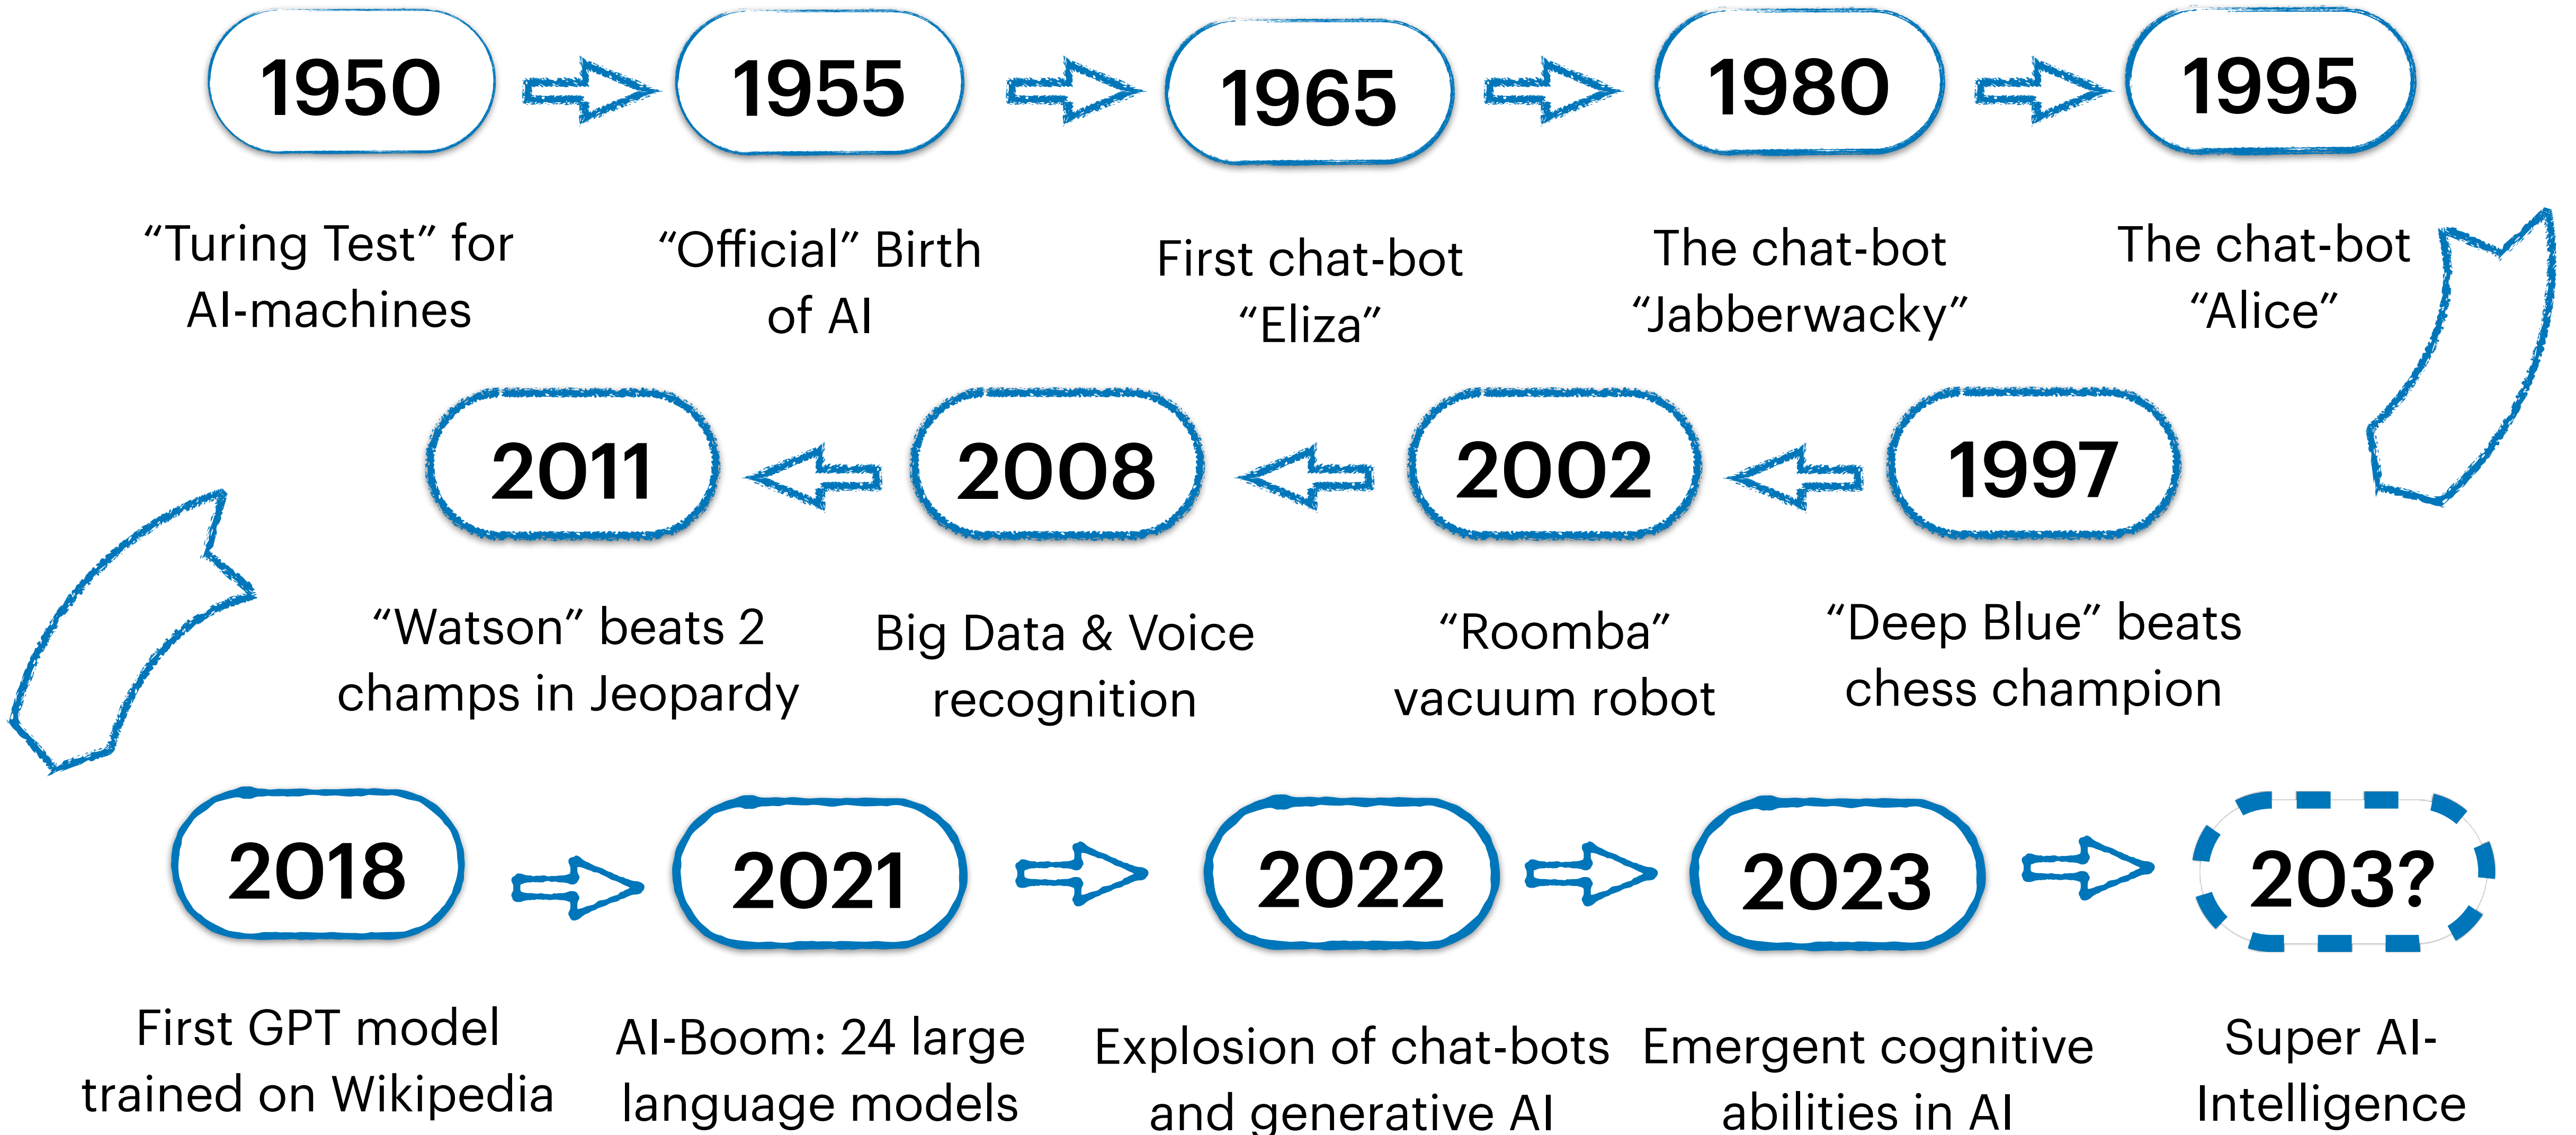 1950
1955
1965
1980
1995
“Turing Test” for
AI-machines
“Official” Birth
of AI
First chat-bot
“Eliza”
The chat-bot
“Jabberwacky”
The chat-bot
“Alice”
2011
2008
2002
1997
“Watson” beats 2
champs in Jeopardy
Big Data & Voice
recognition
“Roomba”
vacuum robot
“Deep Blue” beats
chess champion
2018
2021
2022
2023
203?
First GPT model
trained on Wikipedia
AI-Boom: 24 large
language models
Explosion of chat-bots
and generative AI
Emergent cognitive
abilities in AI
Super AI-
Intelligence